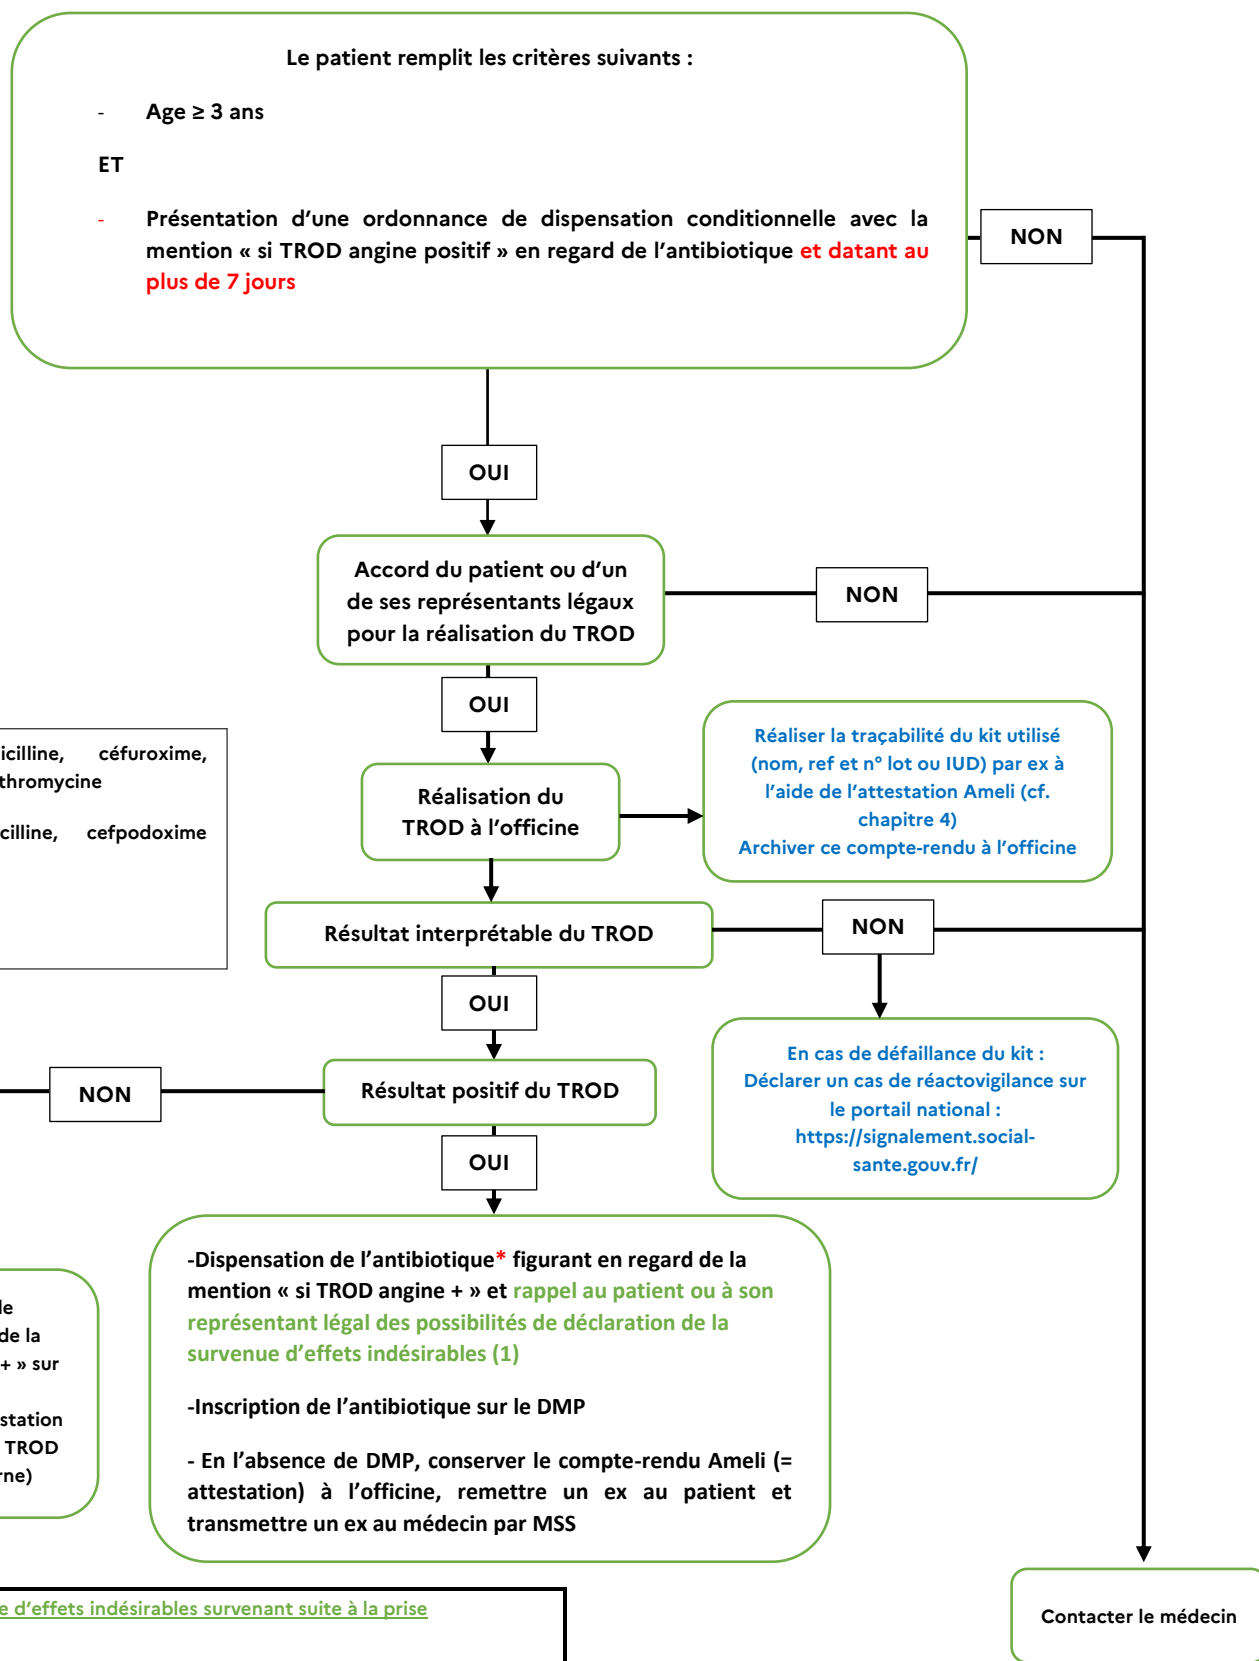 Le patient remplit les critères suivants :
- Age ≥ 3 ans
ET
- Présentation d'une ordonnance de dispensation conditionnelle avec la
mention « si TROD angine positif » en regard de l'antibiotique et datant au
plus de 7 jours
NON
OUI
Accord du patient ou d'un
de ses représentants légaux
pour la réalisation du TROD
NON
OUI
icilline, céfuroxime,
thromycine
cilline, cefpodoxime
Réalisation du
TROD à l'officine
Réaliser la traçabilité du kit utilisé
(nom, ref et n° lot ou IUD) par ex à
l'aide de l'attestation Ameli (cf.
chapitre 4)
Archiver ce compte-rendu à l'officine
Résultat interprétable du TROD
NON
OUI
En cas de défaillance du kit :
Déclarer un cas de réactovigilance sur
le portail national :
https://signalement.social-
sante.gouv.fr/
Résultat positif du TROD
NON
OUI
-Dispensation de l'antibiotique* figurant en regard de la
mention « si TROD angine + » et rappel au patient ou à son
représentant légal des possibilités de déclaration de la
survenue d'effets indésirables (1)
-Inscription de l'antibiotique sur le DMP
- En l'absence de DMP, conserver le compte-rendu Ameli (=
attestation) à l'officine, remettre un ex au patient et
transmettre un ex au médecin par MSS
le
de la
+ » sur
station
TROD
rne)
e d'effets indésirables survenant suite à la prise
Contacter le médecin